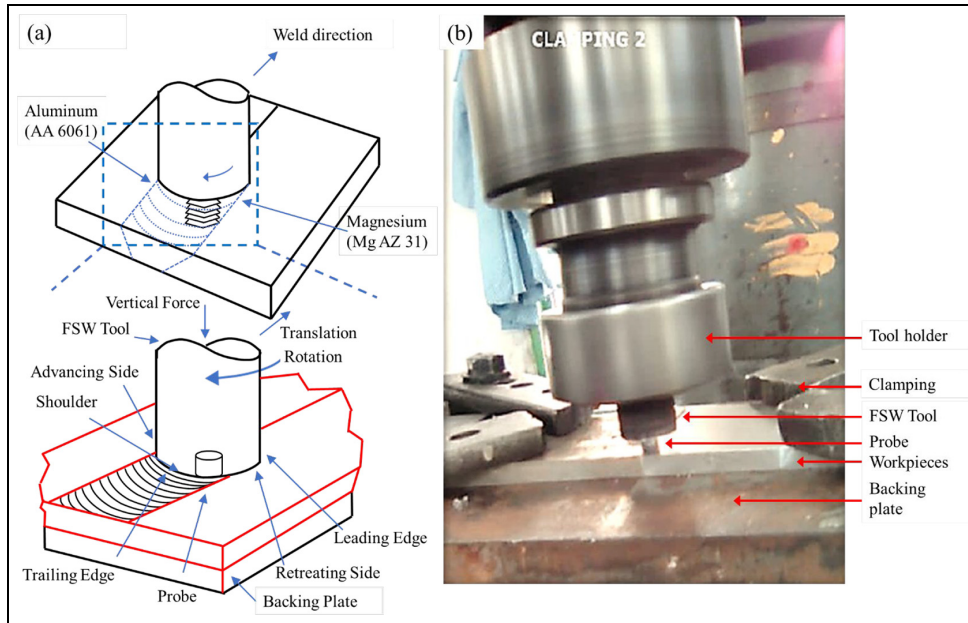 (a)
Weld direction
Aluminum
(AA 6061)
Magnesium
(Mg AZ 31)
Vertical Force
FSW Tool
Translation
Rotation
Advancing Side
Shoulder
Leading Edge
Trailing Edge
Retreating Side
Probe
Backing Plate
(b)
CLAMPING 2
Tool holder
Clamping
FSW Tool
Probe
Workpieces
Backing
plate